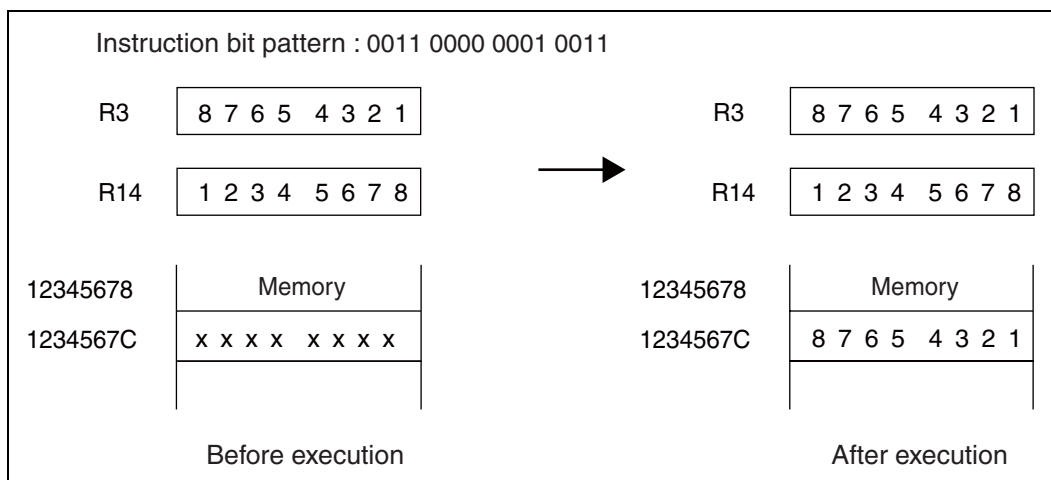 Instruction bit pattern : 0011 0000 0001 0011
R3 8 7 6 5 4 3 2 1 R3 8 7 6 5 4 3 2 1
R14 1 2 3 4 5 6 7 8 R14 1 2 3 4 5 6 7 8
12345678 Memory 12345678 Memory
1234567C x x x x x x x x 1234567C 8 7 6 5 4 3 2 1
Before execution After execution